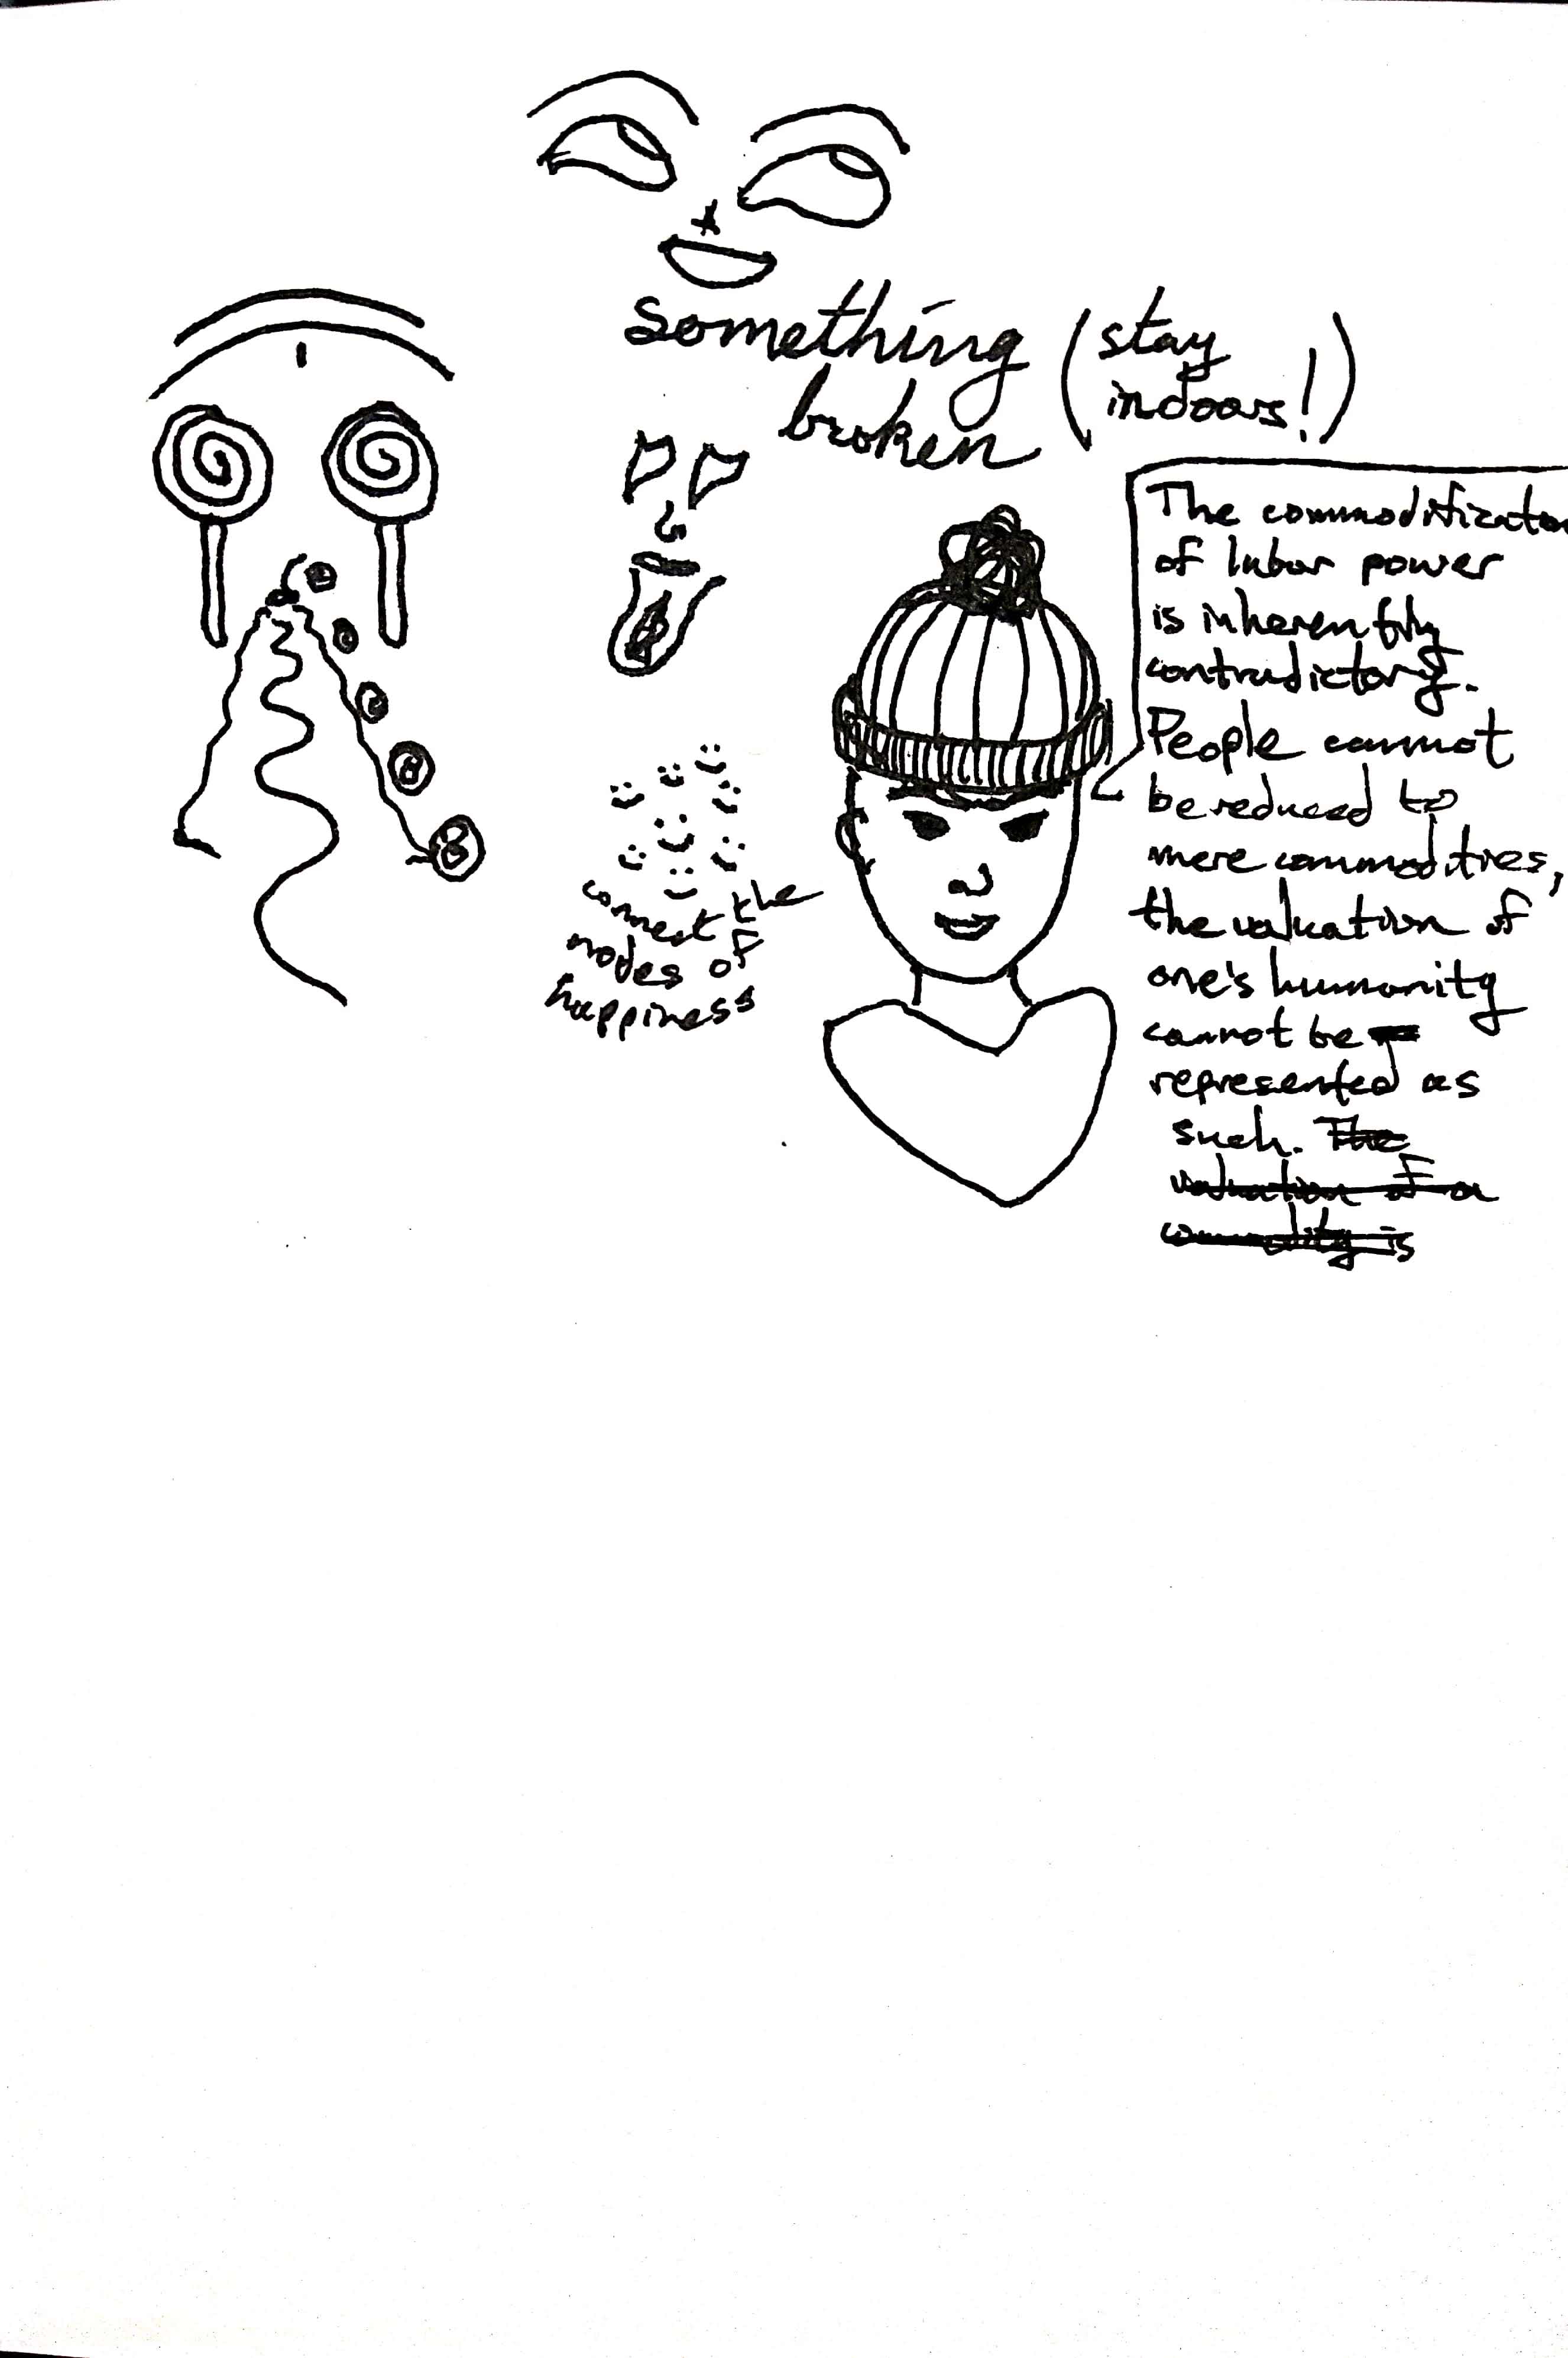 something
broken
(stay
indoors!)
The commodification
of labor power
is inherently
contradictory.
People cannot
be reduced to
mere commodities,
the valuation of
one's humanity
cannot be
represented as
such. The
valuation of a
commodity is
connect the
nodes of
happiness